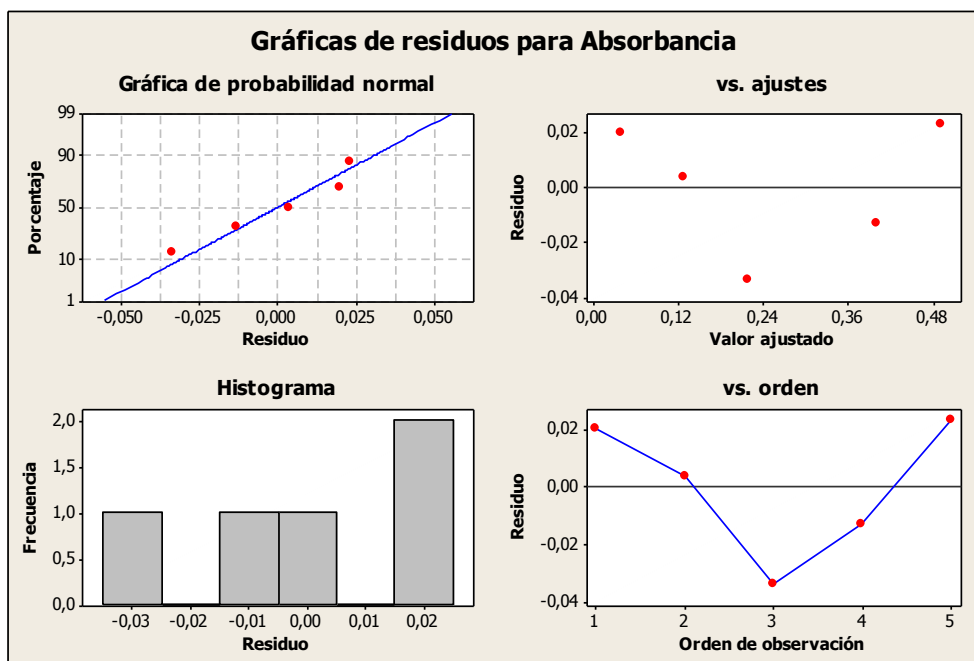 Gráficas de residuos para Absorbancia
Gráfica de probabilidad normal
99
90
50
10
1
Porcentaje
-0,050 -0,025 0,000 0,025 0,050
Residuo
vs. ajustes
0,02
0,00
-0,02
-0,04
Residuo
0,00 0,12 0,24 0,36 0,48
Valor ajustado
Histograma
2,0
1,5
1,0
0,5
0,0
Frecuencia
-0,03 -0,02 -0,01 0,00 0,01 0,02
Residuo
vs. orden
0,02
0,00
-0,02
-0,04
Residuo
1 2 3 4 5
Orden de observación